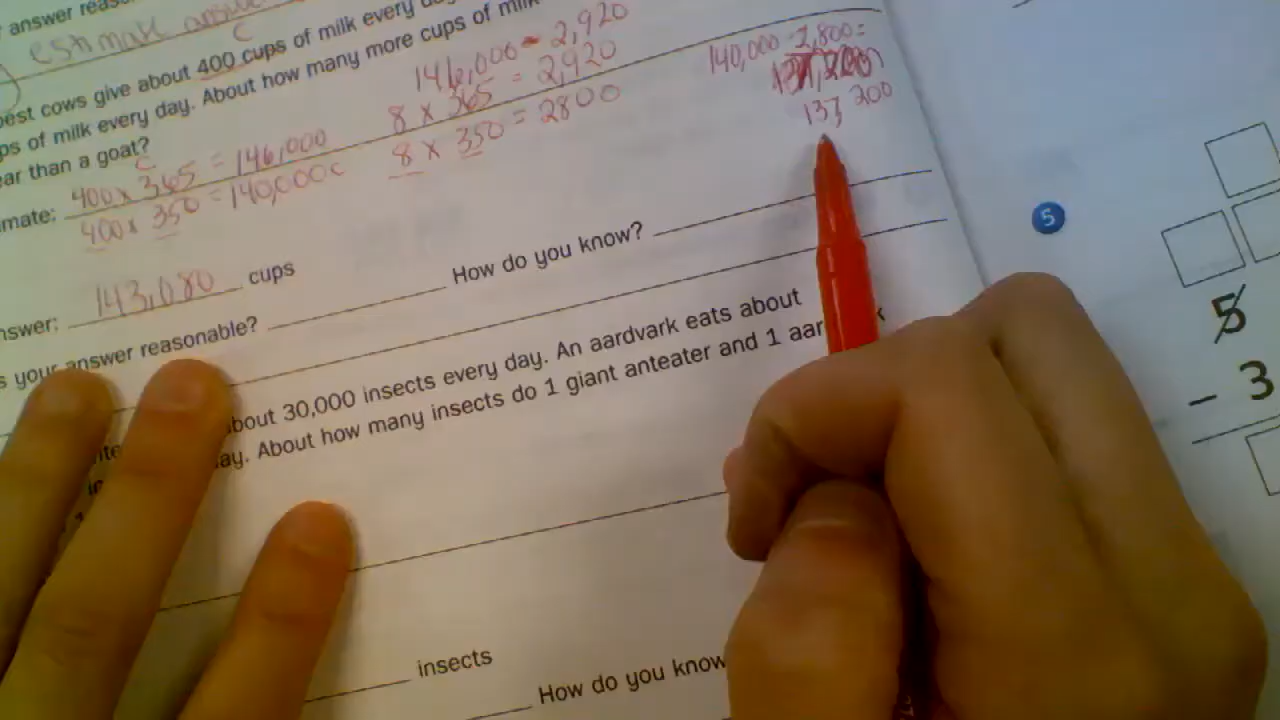 answer reas
estimate answer
C
est cows give about 400 cups of milk every
ps of milk every day. About how many more cups of milk
ear than a goat?
146,000 - 2,920
8 x 365 = 2,920
8 x 350 = 2800
140,000 - 2,800 =
137,200
C
mate: 400 x 365 = 146,000
400 x 350 = 140,000 C
nswer: 143,080 cups
s your answer reasonable? How do you know?
bout 30,000 insects every day. An aardvark eats about
ay. About how many insects do 1 giant anteater and 1 aar k
insects
How do you know
5
5
- 3